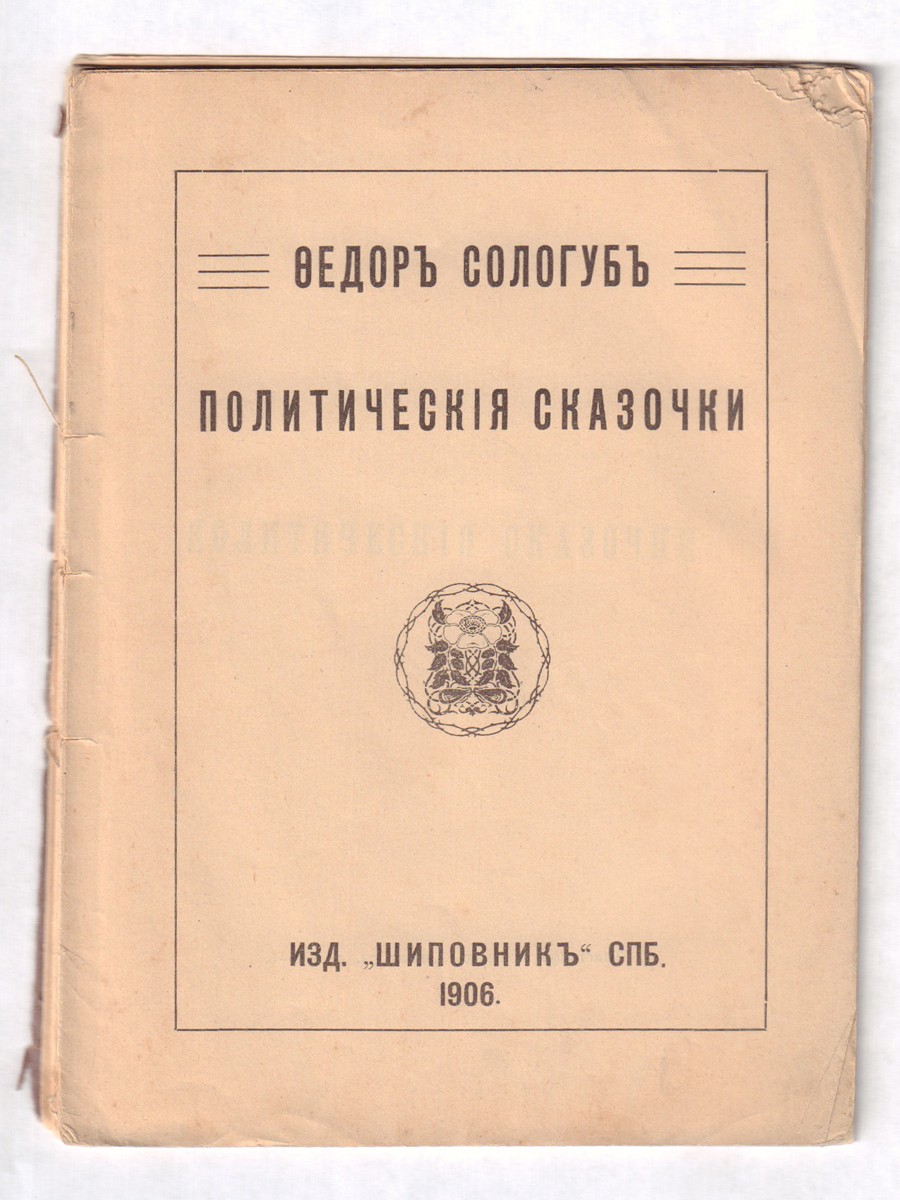 ѲЕДОРЪ СОЛОГУБЪ
ПОЛИТИЧЕСКІЯ СКАЗОЧКИ
ИЗД. „ШИПОВНИКЪ“ СПБ.
1906.